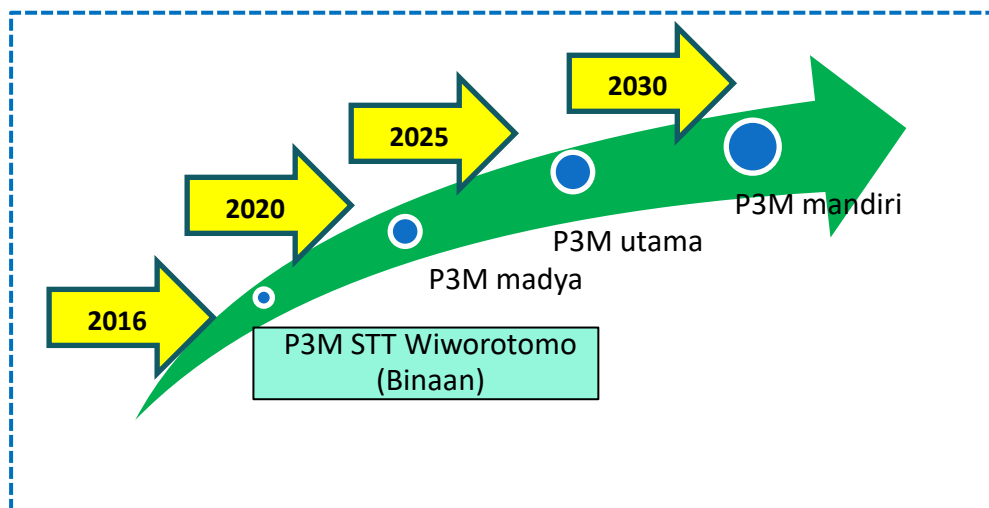 2030
2025
2020
2016
P3M mandiri
P3M utama
P3M madya
P3M STT Wiworotomo
(Binaan)